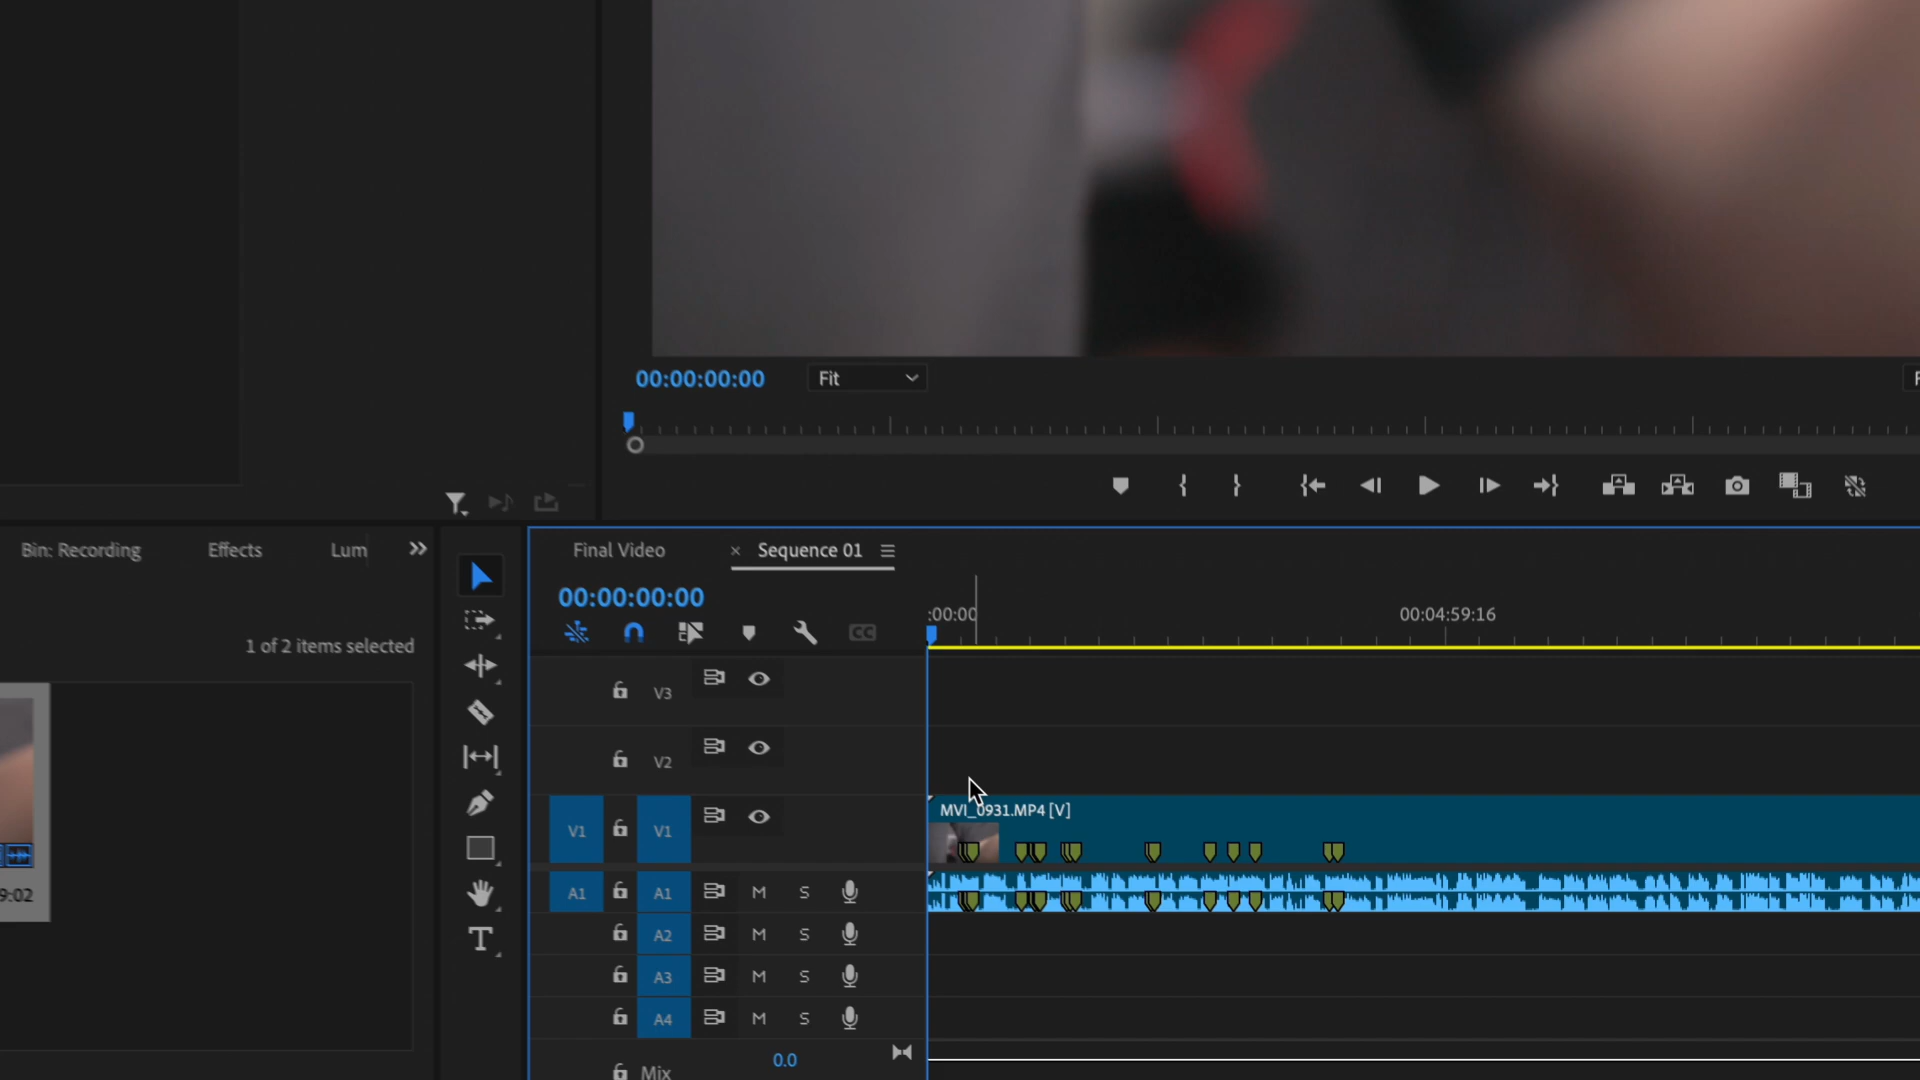 00:00:00:00 Fit
Bin: Recording Effects Lum
1 of 2 items selected
9:02
Final Video × Sequence 01
00:00:00:00
:00:00 00:04:59:16
CC
V3
V2
V1 V1
MVI_0931.MP4 [V]
A1 A1 M S
A2 M S
A3 M S
A4 M S
Mix 0.0